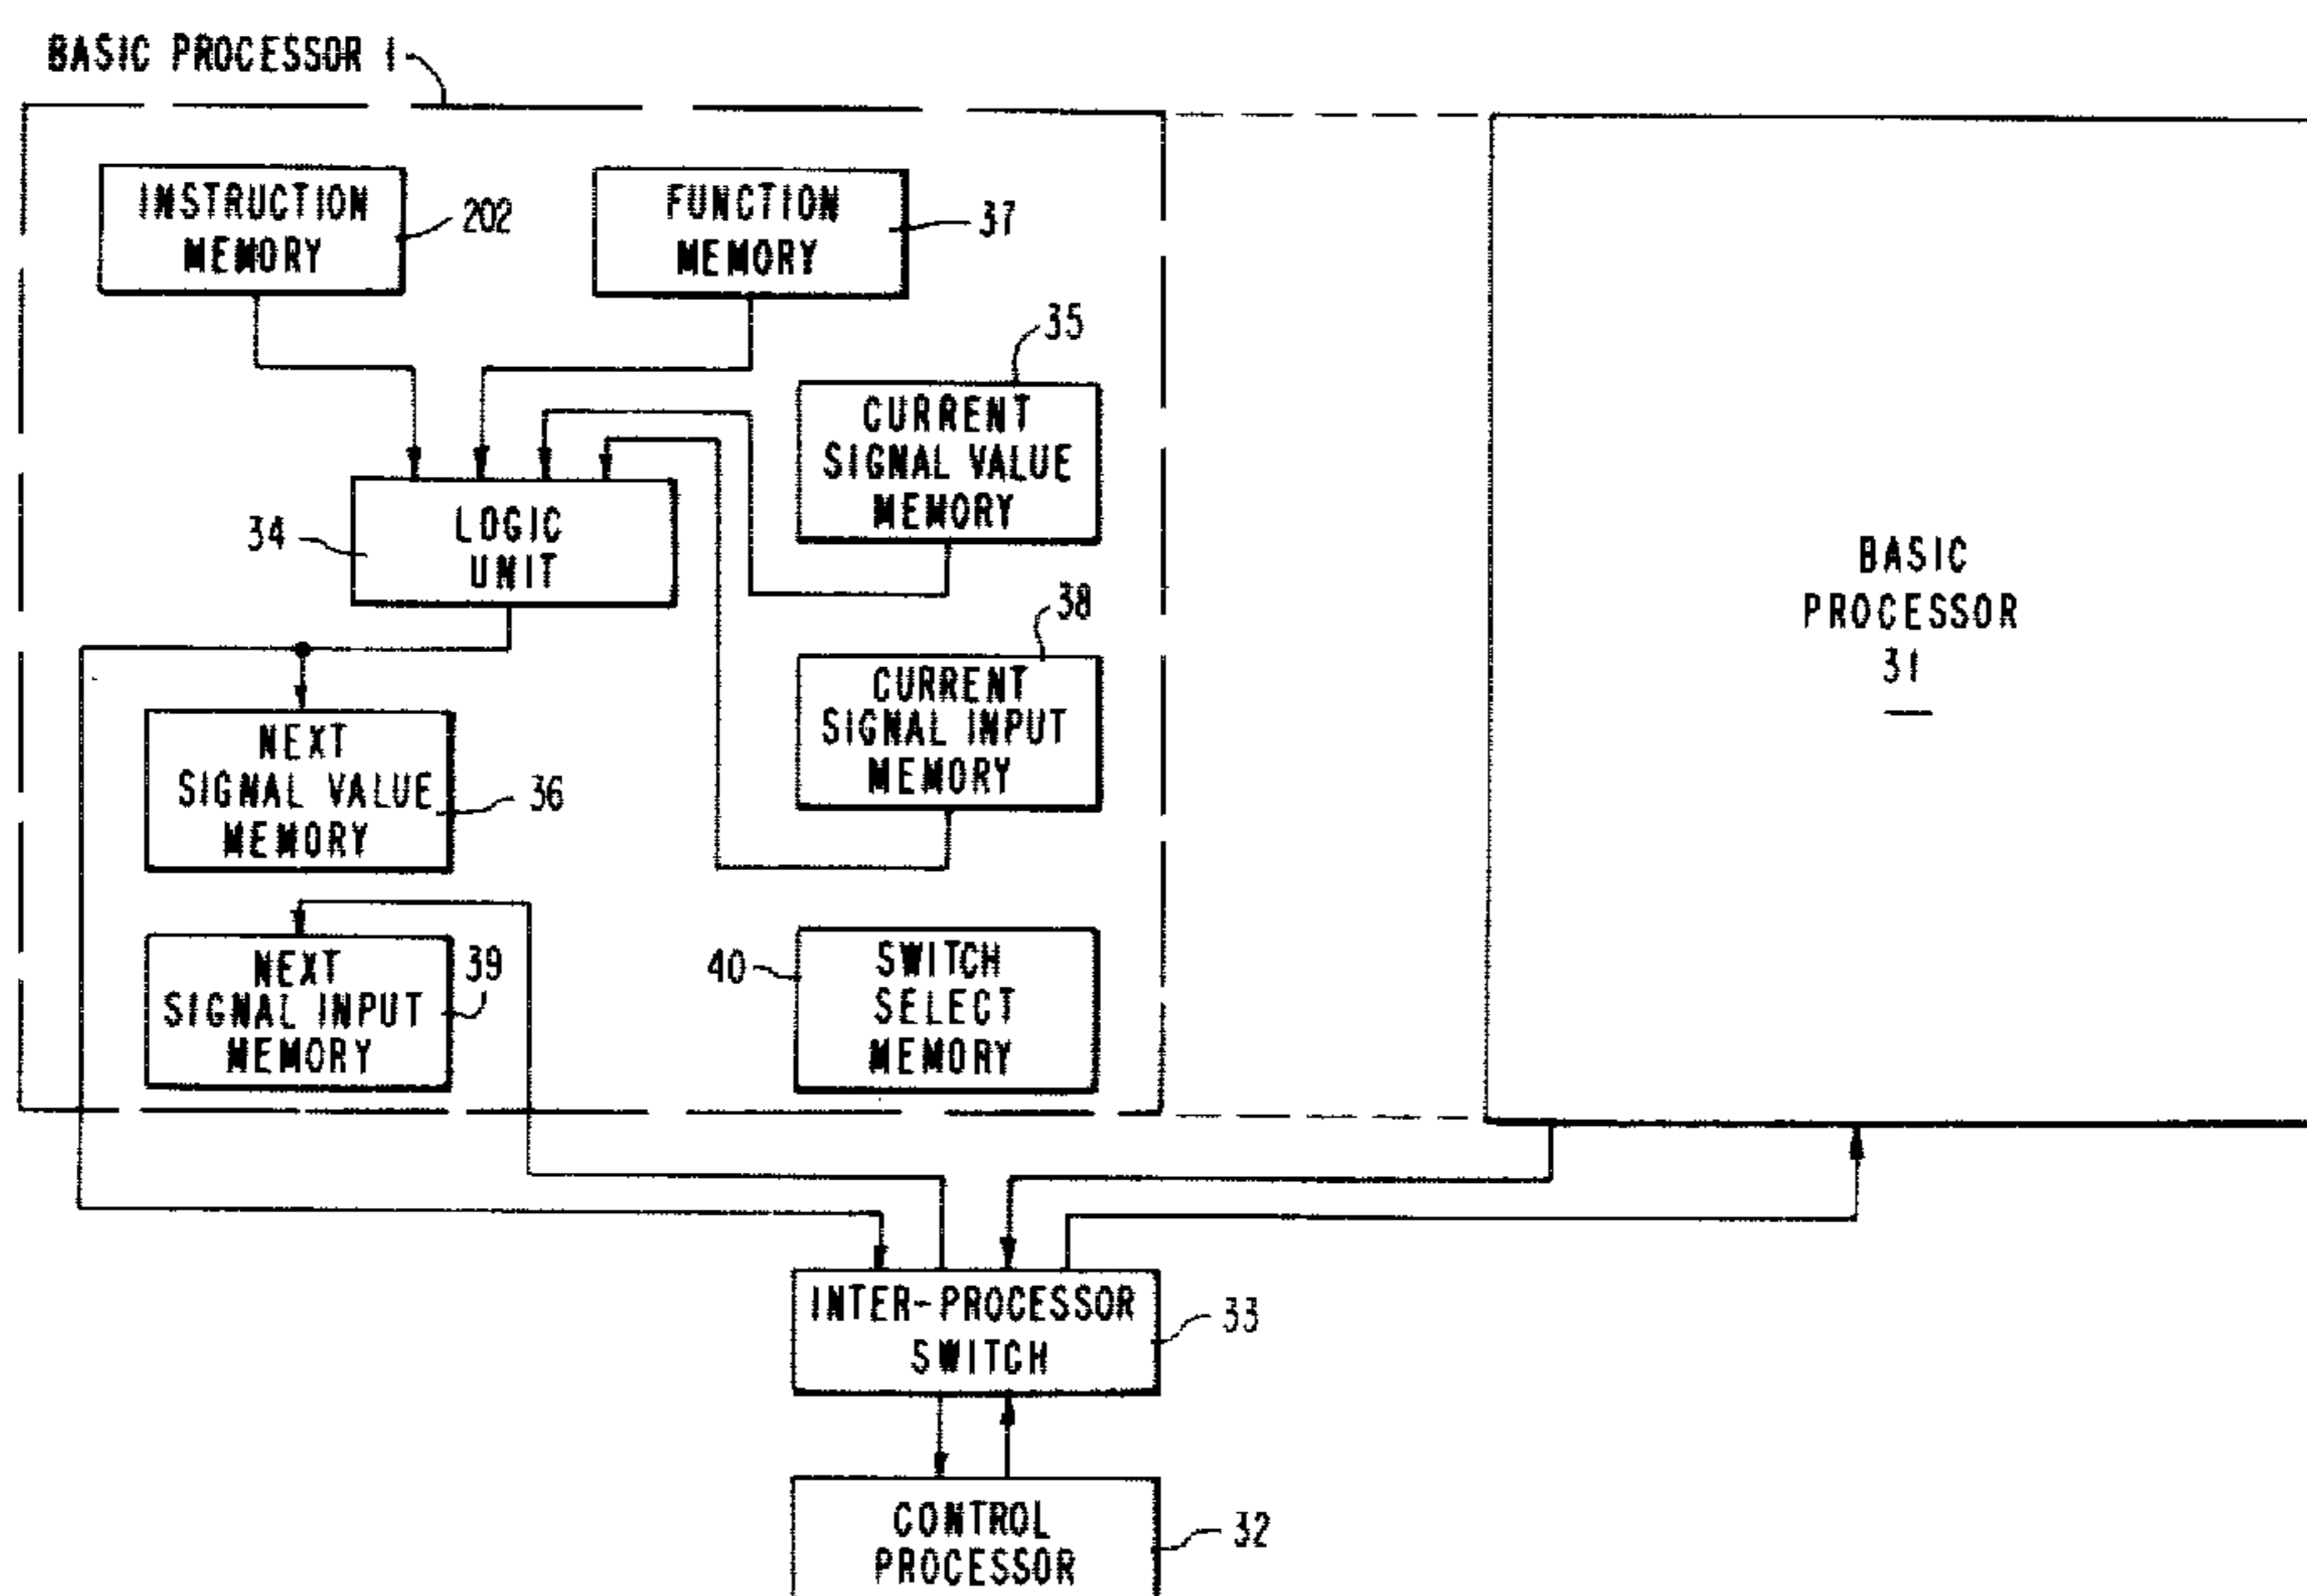 BASIC PROCESSOR 1
INSTRUCTION
MEMORY
202
FUNCTION
MEMORY
37
35
CURRENT
SIGNAL VALUE
MEMORY
34
LOGIC
UNIT
38
CURRENT
SIGNAL INPUT
MEMORY
BASIC
PROCESSOR
31
NEXT
SIGNAL VALUE
MEMORY
36
NEXT
SIGNAL INPUT
MEMORY
39
40
SWITCH
SELECT
MEMORY
INTER-PROCESSOR
SWITCH
33
CONTROL
PROCESSOR
32